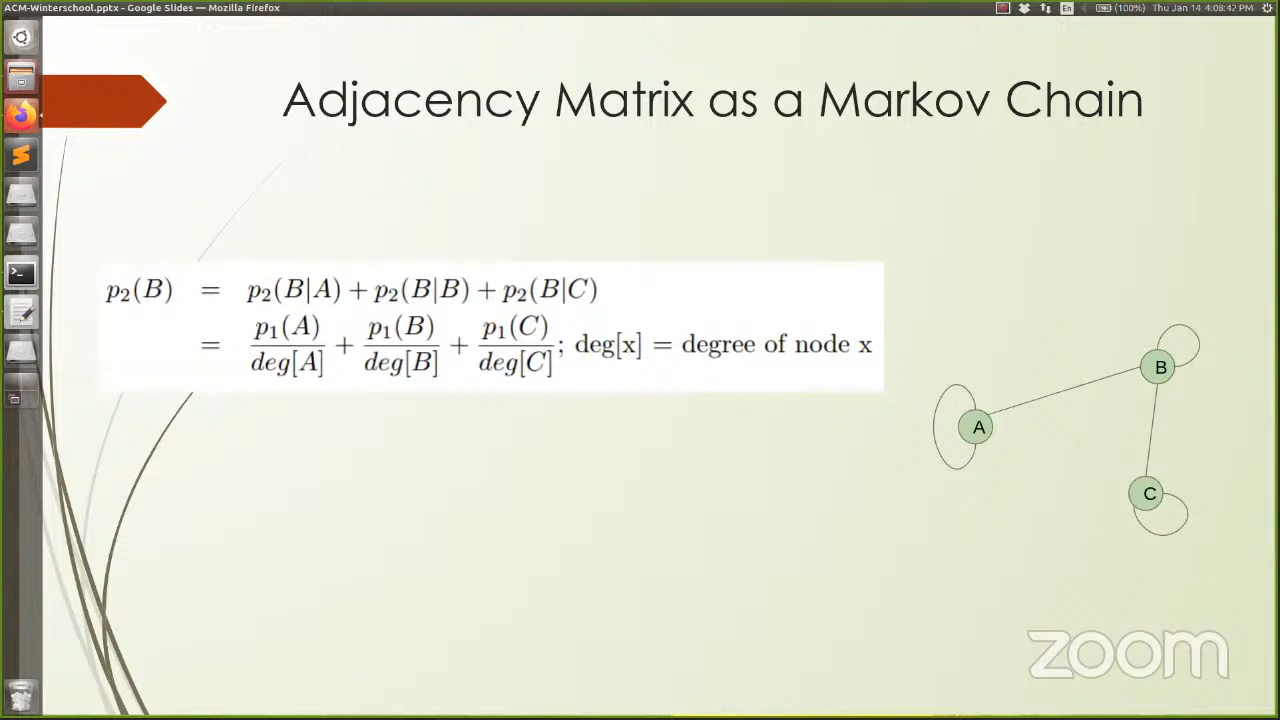 ACM-Winterschool.pptx - Google Slides — Mozilla Firefox
En (100%) Thu Jan 14 4:08:42 PM
Adjacency Matrix as a Markov Chain
p₂(B) = p₂(B|A) + p₂(B|B) + p₂(B|C)
= p₁(A)/deg[A] + p₁(B)/deg[B] + p₁(C)/deg[C]; deg[x] = degree of node x
B
A
C
zoom